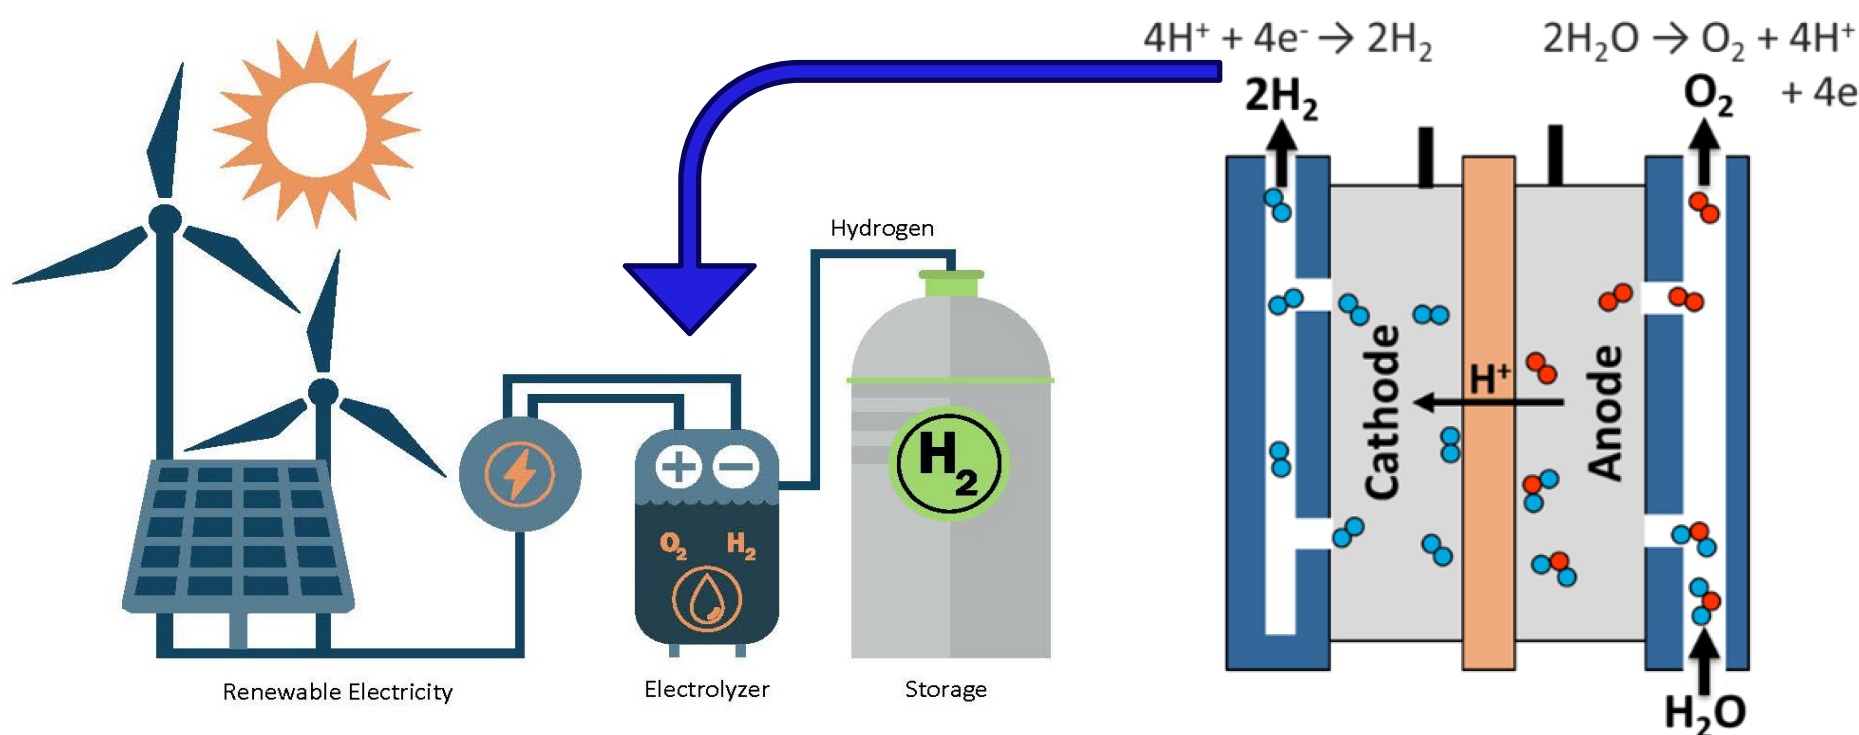 4H⁺ + 4e⁻ → 2H₂
2H₂O → O₂ + 4H⁺
+ 4e
2H₂
O₂
Hydrogen
Cathode
H⁺
Anode
H₂
+ −
O₂ H₂
Renewable Electricity
Electrolyzer
Storage
H₂O